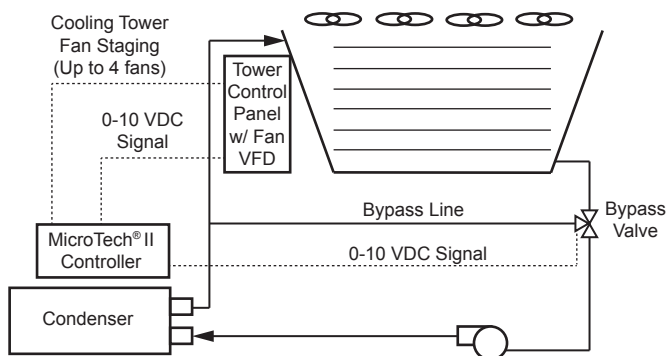 Cooling Tower
Fan Staging
(Up to 4 fans)
Tower
Control
Panel
w/ Fan
VFD
0-10 VDC
Signal
Bypass Line
Bypass
Valve
MicroTech® II
Controller
0-10 VDC Signal
Condenser